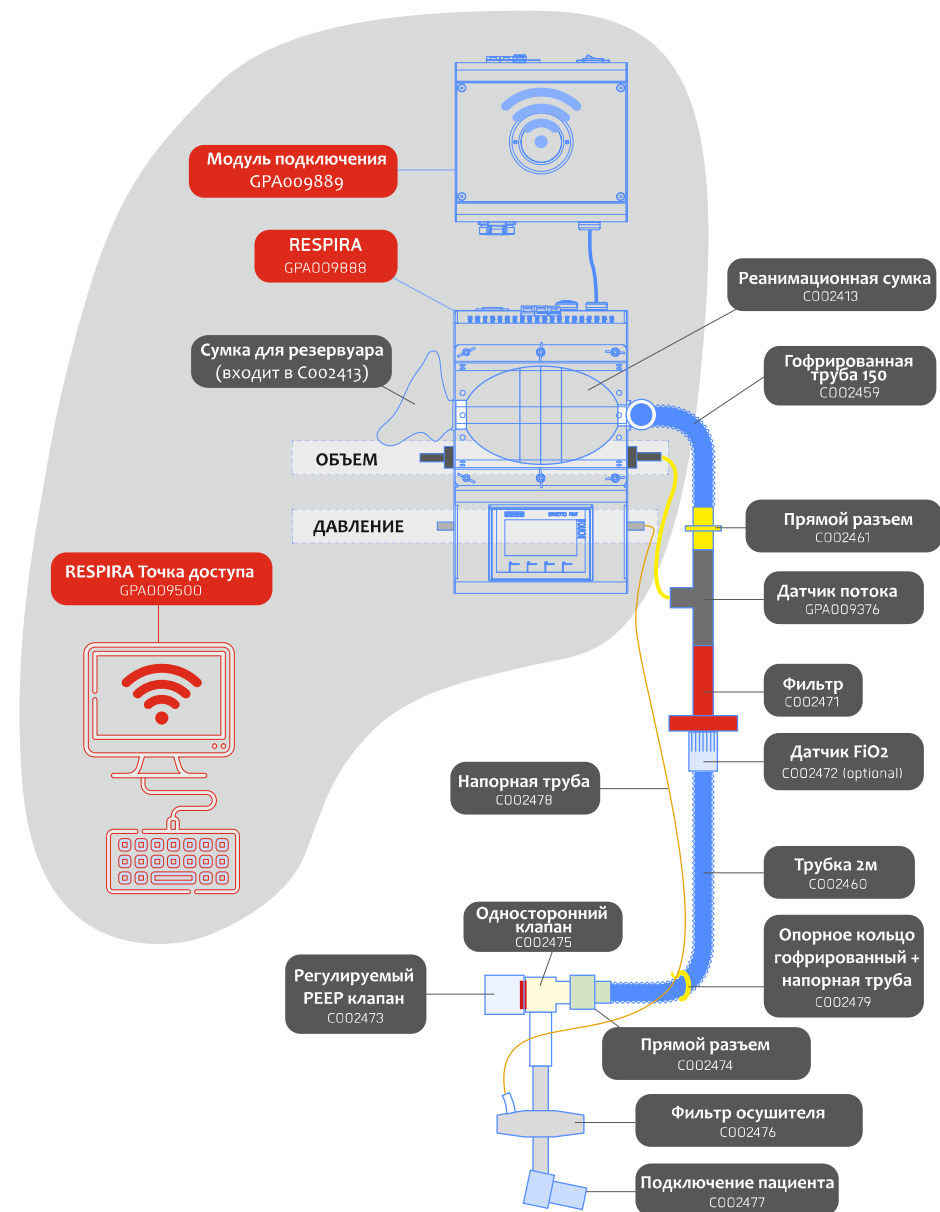 Модуль подключения
GPA009889
RESPIRA
GPA009888
Реанимационная сумка
C002413
Сумка для резервуара
(входит в C002413)
Гофрированная
труба 150
C002459
ОБЪЕМ
ДАВЛЕНИЕ
Прямой разъем
C002461
RESPIRA Точка доступа
GPA009500
Датчик потока
GPA009376
Фильтр
C002471
Датчик FiO2
C002472 (optional)
Напорная труба
C002478
Трубка 2м
C002460
Односторонний
клапан
C002475
Опорное кольцо
гофрированный +
напорная труба
C002479
Регулируемый
PEEP клапан
C002473
Прямой разъем
C002474
Фильтр осушителя
C002476
Подключение пациента
C002477